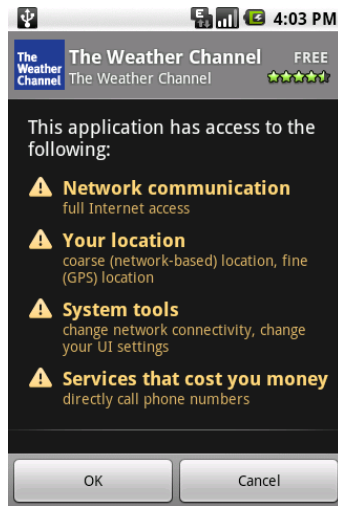 4:03 PM
The
Weather
Channel
The Weather Channel
FREE
The Weather Channel
This application has access to the
following:
Network communication
full Internet access
Your location
coarse (network-based) location, fine
(GPS) location
System tools
change network connectivity, change
your UI settings
Services that cost you money
directly call phone numbers
OK
Cancel